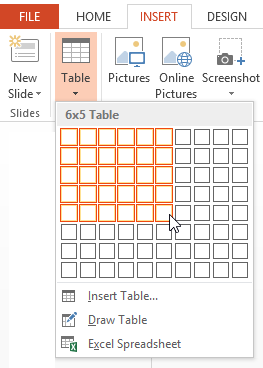 FILE HOME INSERT DESIGN
New Slide
Table
Pictures
Online Pictures
Screenshot
Slides
6x5 Table
Insert Table...
Draw Table
Excel Spreadsheet